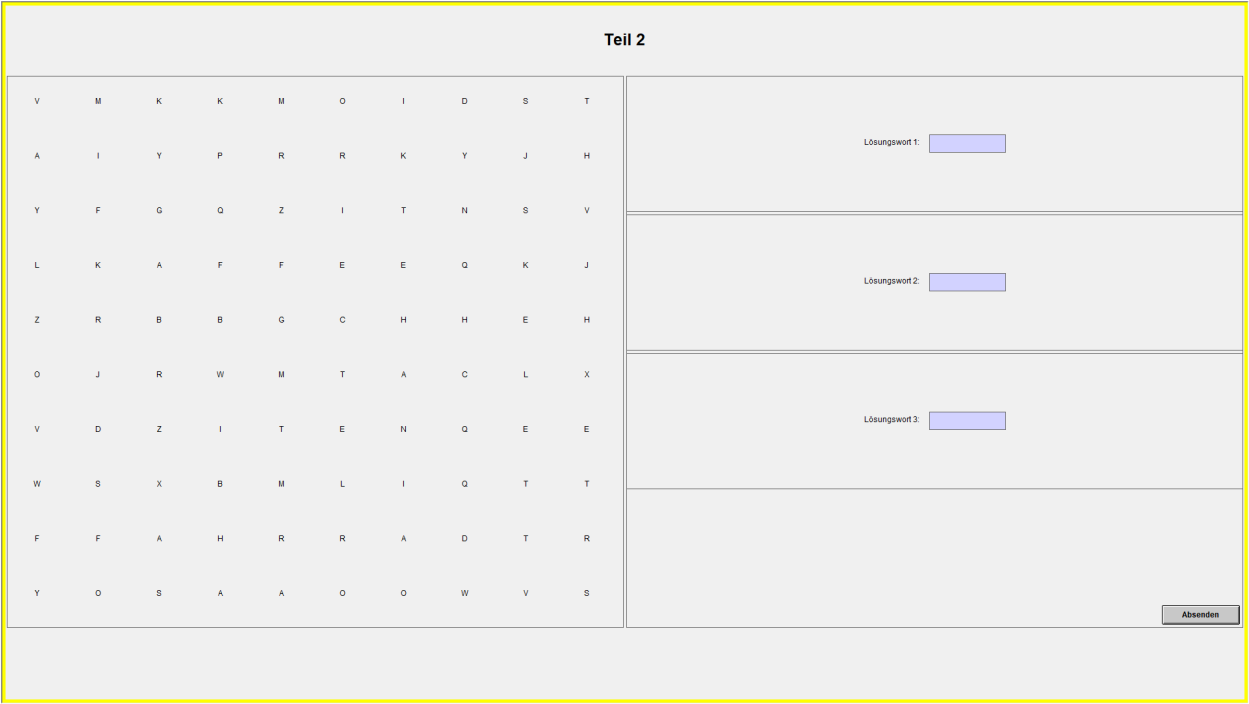 Teil 2
V M K K M O I D S T
A I Y P R R K Y J H
Y F G Q Z I T N S V
L K A F F E E Q K J
Z R B B G C H H E H
O J R W M T A C L X
V D Z I T E N Q E E
W S X B M L I Q T T
F F A H R R A D T R
Y O S A A O O W V S
Lösungswort 1:
Lösungswort 2:
Lösungswort 3:
Absenden